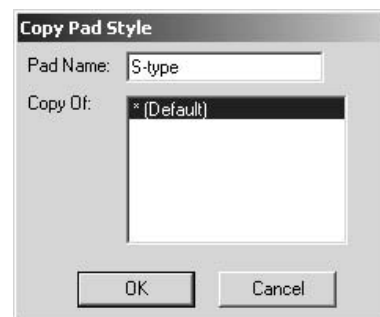 Copy Pad Style
Pad Name: S-type
Copy Of: * (Default)
OK Cancel